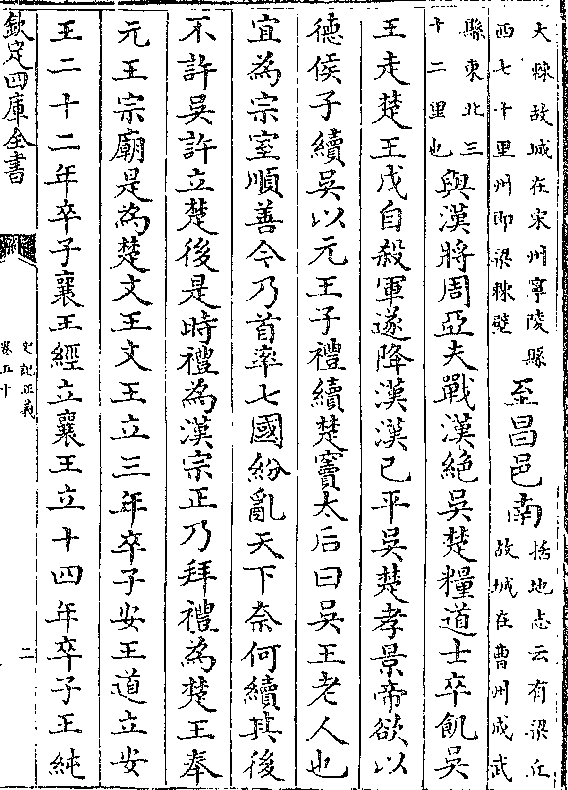 大棘故城在宋州寧陵縣
西七十里州即梁棘壁
至昌邑南
括地志云有梁丘
故城在曹州成武
縣東北三
十二里也
與漢將周亞夫戰漢絶吳楚糧道士卒飢吳
王走楚王戊自殺軍遂降漢漢已平吳楚孝景帝欲以
德侯子續吳以元王子禮續楚竇太后曰吳王老人也
宜為宗室順善今乃首率七國紛亂天下奈何續其後
不許吳許立楚後是時禮為漢宗正乃拜禮為楚王奉
元王宗廟是為楚文王文王立三年卒子安王道立安
王二十二年卒子襄王經立襄王立十四年卒子王純
欽定四庫全書
史記正義
卷五十
二